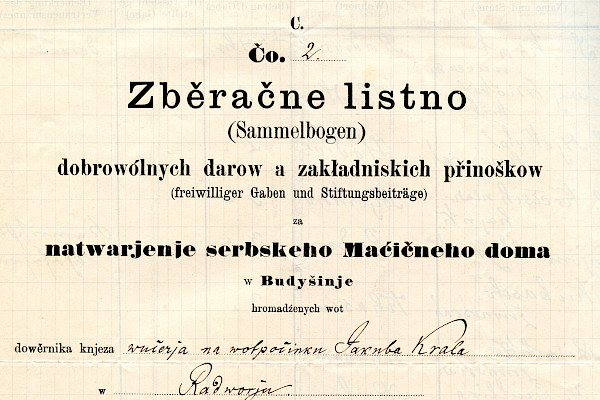 C.
Čo. 2.
Zběračne listno
(Sammelbogen)
dobrowólnych darow a zakładniskich přinoškow
(freiwilliger Gaben und Stiftungsbeiträge)
za
natwarjenje serbskeho Maćičneho doma
w Budyšinje
hromadźenych wot
dowěrnika knjeza wučerja na wotpočinku Jakuba Krala
w Radworju.